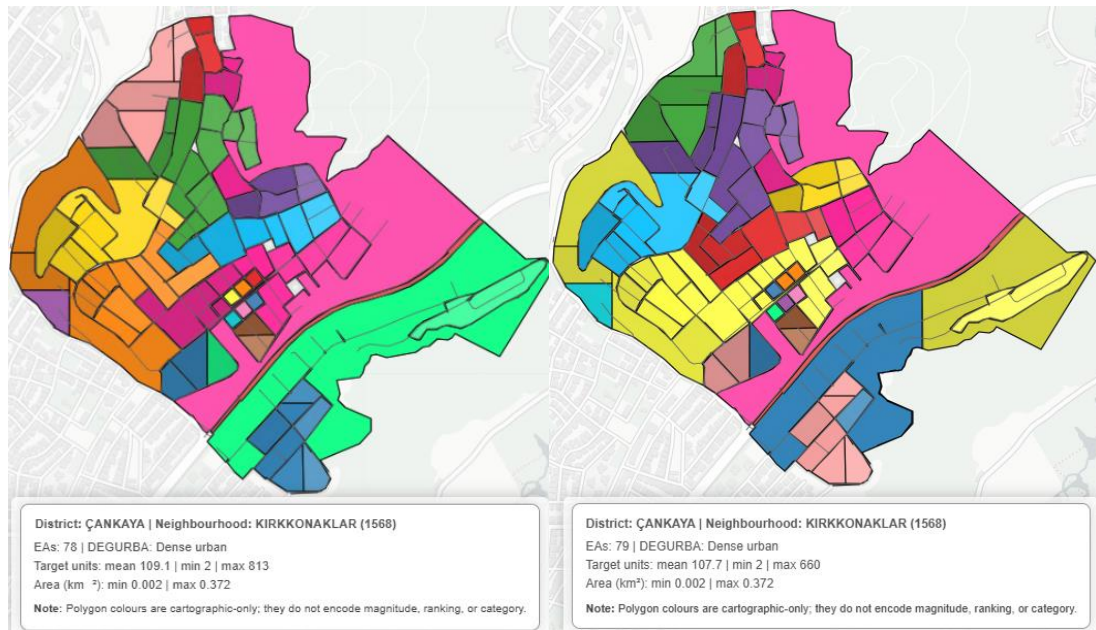 District: ÇANKAYA | Neighbourhood: KIRKKONAKLAR (1568)
EAs: 78 | DEGURBA: Dense urban
Target units: mean 109.1 | min 2 | max 813
Area (km ²): min 0.002 | max 0.372
Note: Polygon colours are cartographic-only; they do not encode magnitude, ranking, or category.
District: ÇANKAYA | Neighbourhood: KIRKKONAKLAR (1568)
EAs: 79 | DEGURBA: Dense urban
Target units: mean 107.7 | min 2 | max 660
Area (km²): min 0.002 | max 0.372
Note: Polygon colours are cartographic-only; they do not encode magnitude, ranking, or category.